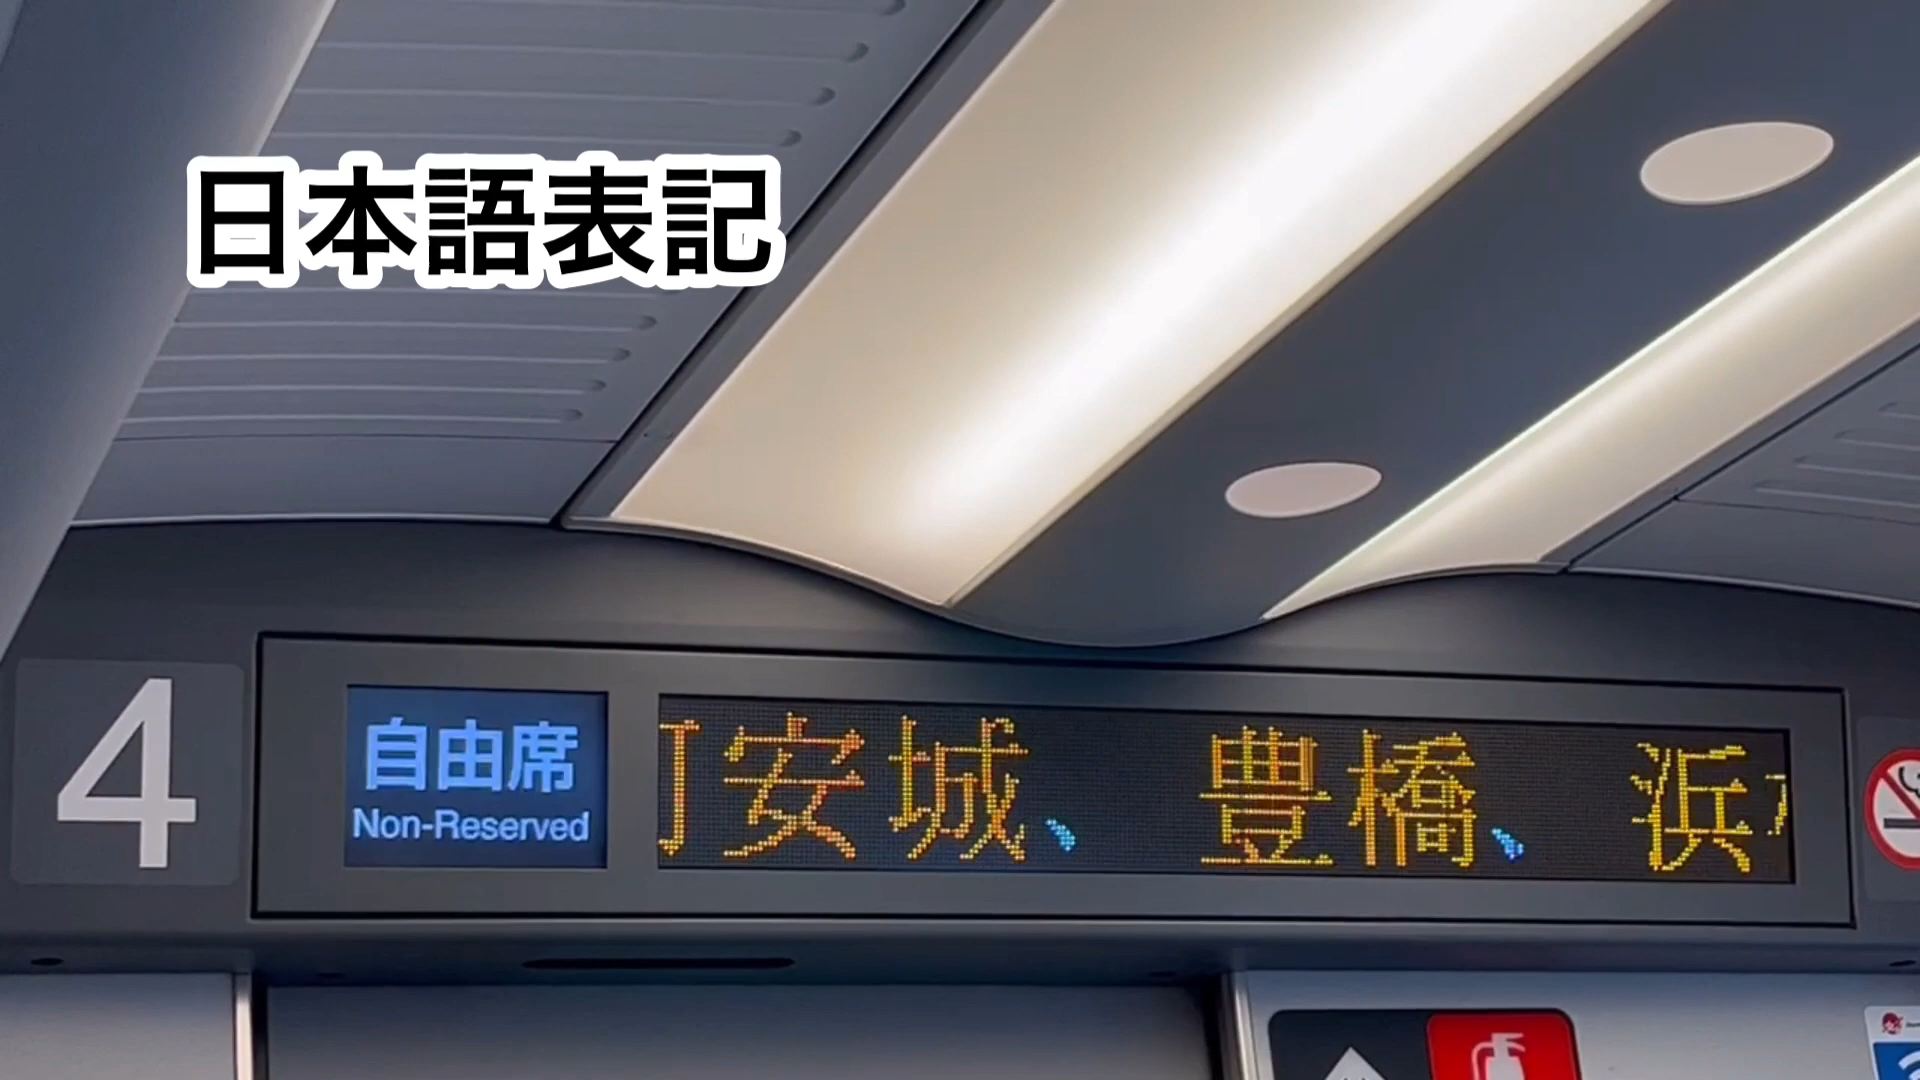 日本語表記
4
自由席
Non-Reserved
安城、 豊橋、 浜